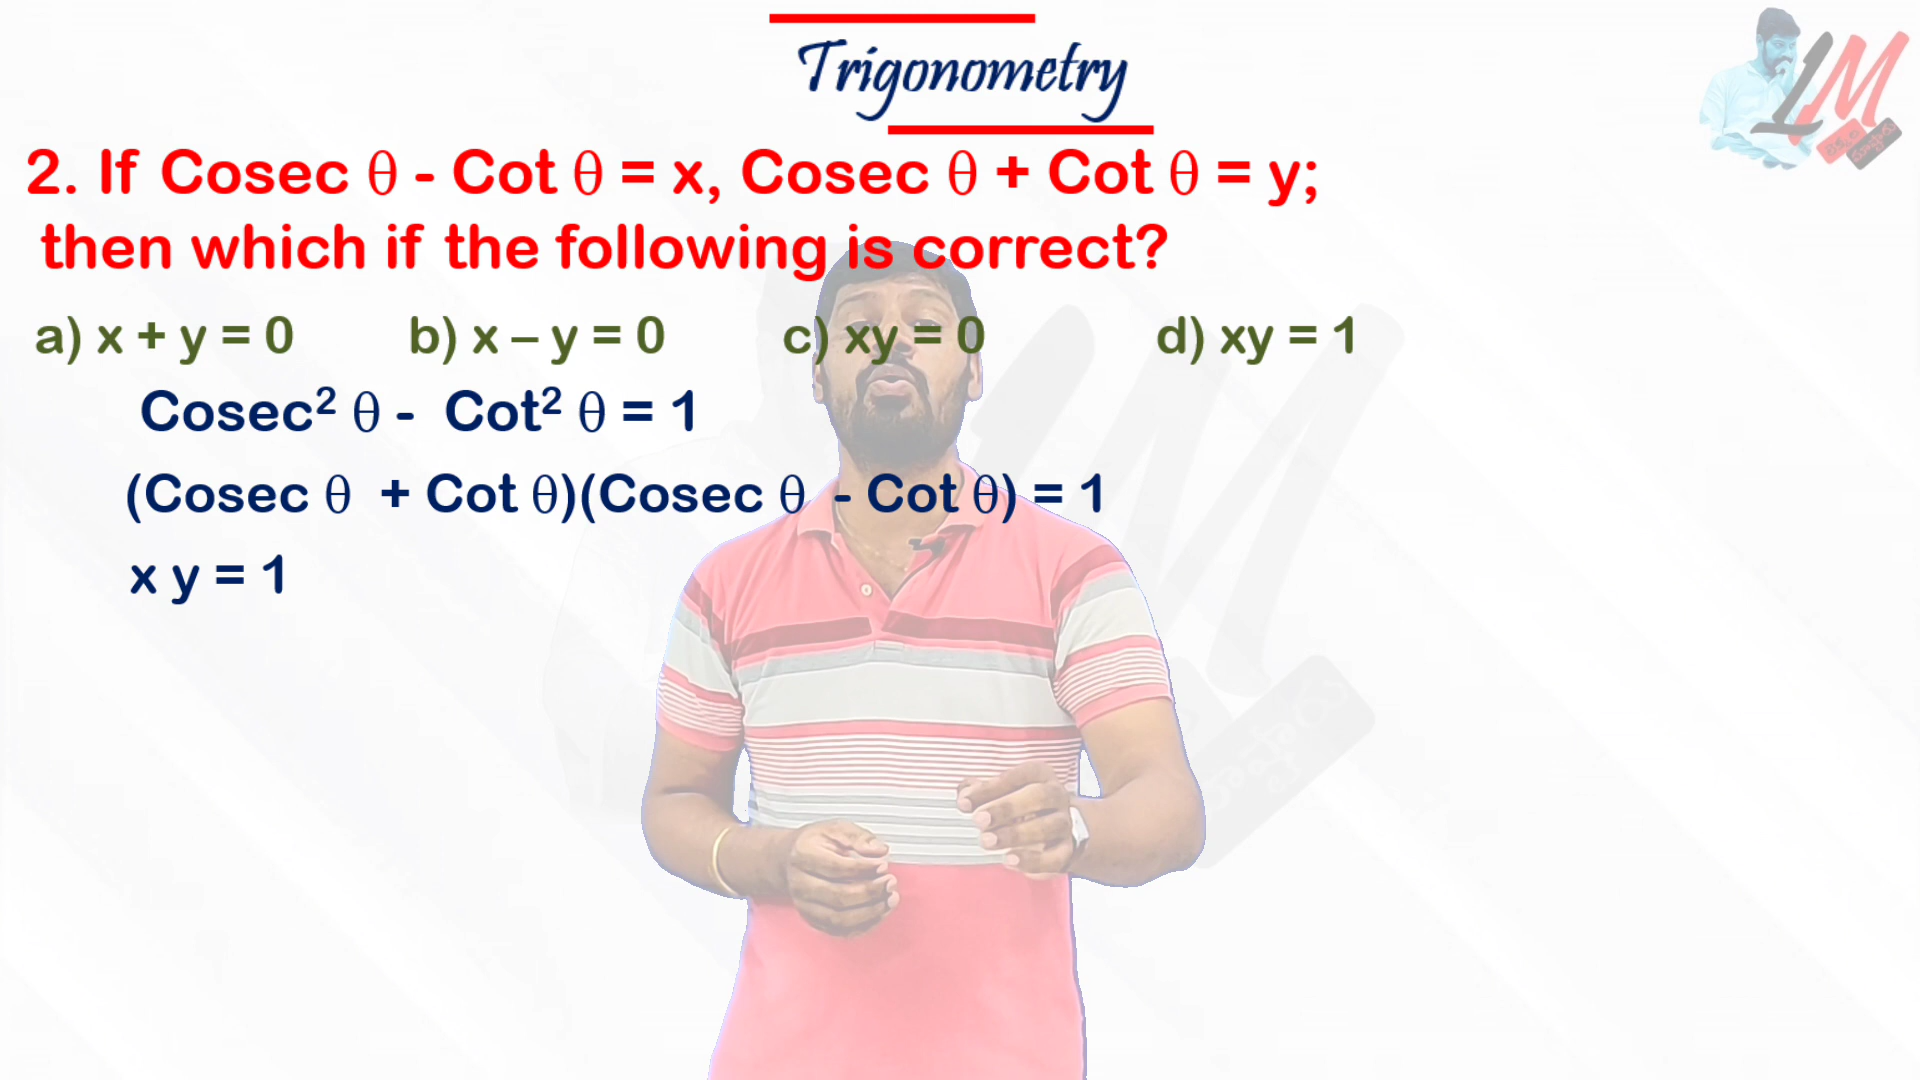 Trigonometry
LM
2. If Cosec θ - Cot θ = x, Cosec θ + Cot θ = y;
then which if the following is correct?
a) x + y = 0 b) x – y = 0 c) xy = 0 d) xy = 1
Cosec² θ - Cot² θ = 1
(Cosec θ + Cot θ)(Cosec θ - Cot θ) = 1
x y = 1